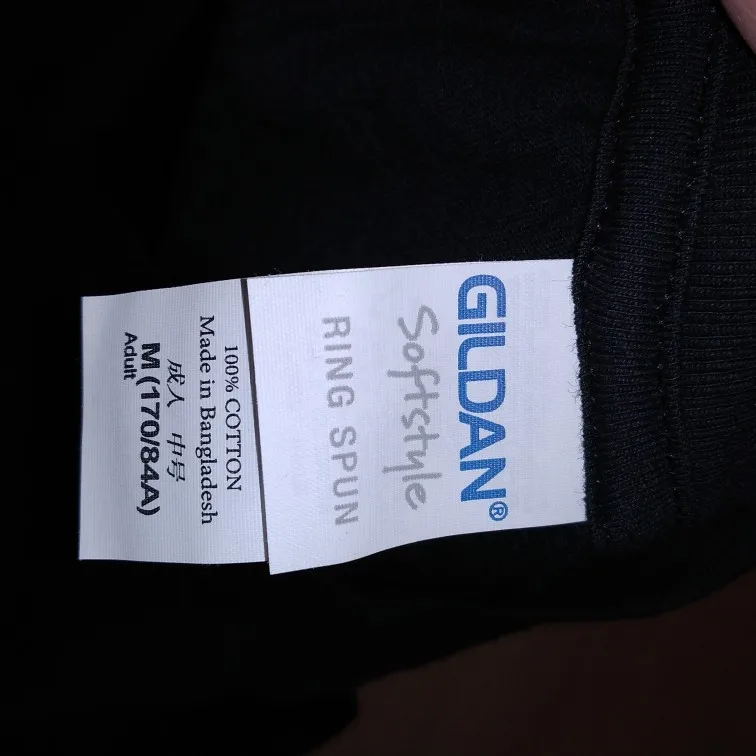 GILDAN®
Softstyle
RING SPUN
100% COTTON
Made in Bangladesh
成人 中号
M (170/84A)
Adult